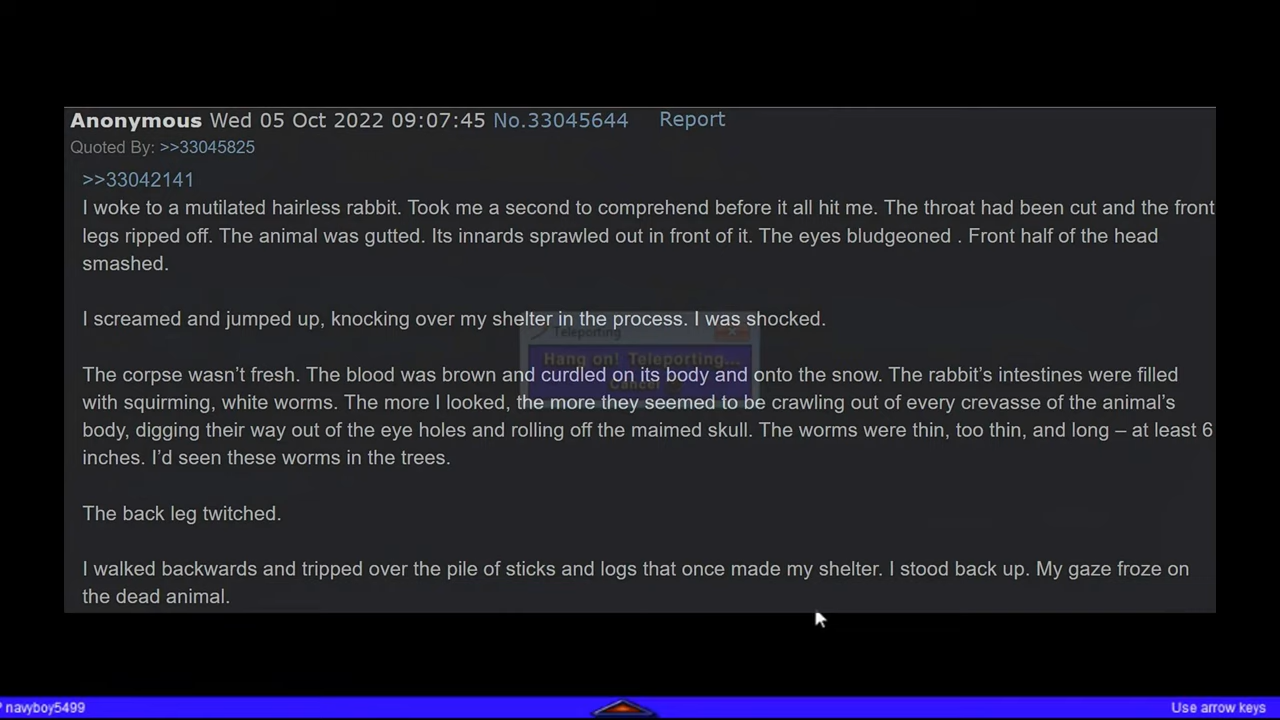 Anonymous Wed 05 Oct 2022 09:07:45 No.33045644 Report
Quoted By: >>33045825
>>33042141
I woke to a mutilated hairless rabbit. Took me a second to comprehend before it all hit me. The throat had been cut and the front
legs ripped off. The animal was gutted. Its innards sprawled out in front of it. The eyes bludgeoned . Front half of the head
smashed.
I screamed and jumped up, knocking over my shelter in the process. I was shocked.
Teleporting
Hang on! Teleporting...
The corpse wasn’t fresh. The blood was brown and curdled on its body and onto the snow. The rabbit’s intestines were filled
Cancel
with squirming, white worms. The more I looked, the more they seemed to be crawling out of every crevasse of the animal’s
body, digging their way out of the eye holes and rolling off the maimed skull. The worms were thin, too thin, and long – at least 6
inches. I’d seen these worms in the trees.
The back leg twitched.
I walked backwards and tripped over the pile of sticks and logs that once made my shelter. I stood back up. My gaze froze on
the dead animal.
navyboy5499
Use arrow keys